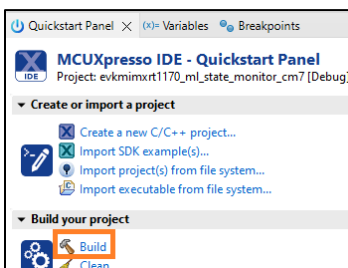 Quickstart Panel (x)= Variables Breakpoints
IDE
MCUXpresso IDE - Quickstart Panel
Project: evkmimxrt1170_ml_state_monitor_cm7 [Debug]
Create or import a project
Create a new C/C++ project...
Import SDK example(s)...
Import project(s) from file system...
Import executable from file system...
Build your project
Build
Clean